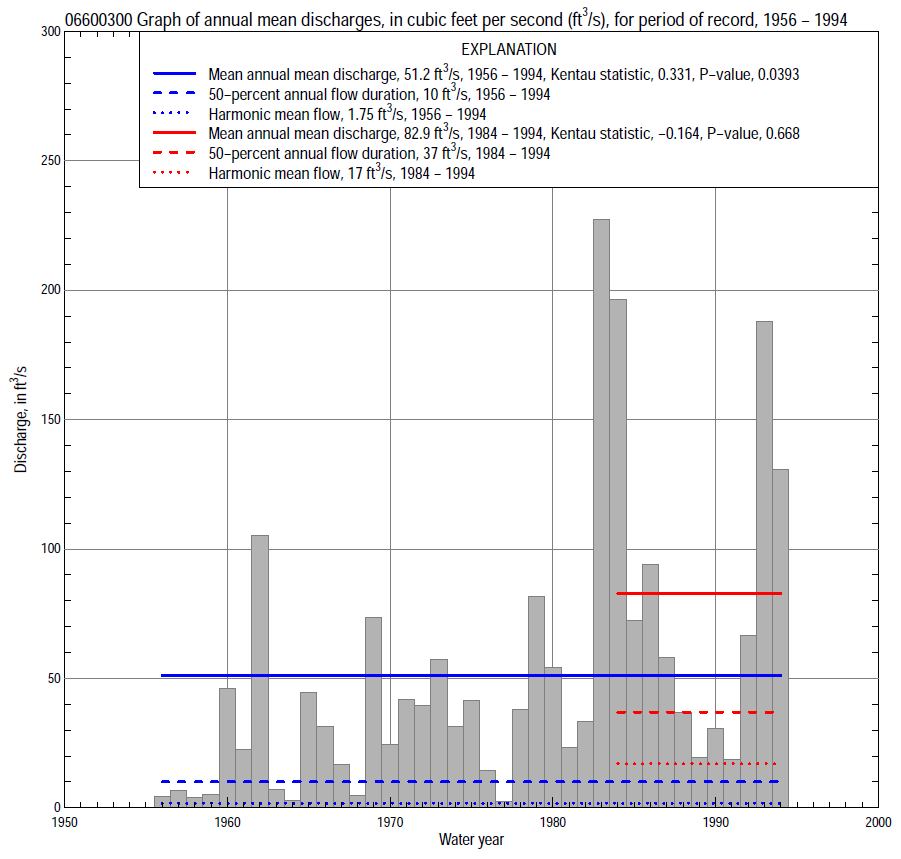 06600300 Graph of annual mean discharges, in cubic feet per second (ft³/s), for period of record, 1956 – 1994
EXPLANATION
Mean annual mean discharge, 51.2 ft³/s, 1956 – 1994, Kentau statistic, 0.331, P–value, 0.0393
50–percent annual flow duration, 10 ft³/s, 1956 – 1994
Harmonic mean flow, 1.75 ft³/s, 1956 – 1994
Mean annual mean discharge, 82.9 ft³/s, 1984 – 1994, Kentau statistic, –0.164, P–value, 0.668
50–percent annual flow duration, 37 ft³/s, 1984 – 1994
Harmonic mean flow, 17 ft³/s, 1984 – 1994
300
250
200
150
100
50
0
Discharge, in ft³/s
1950 1960 1970 1980 1990 2000
Water year